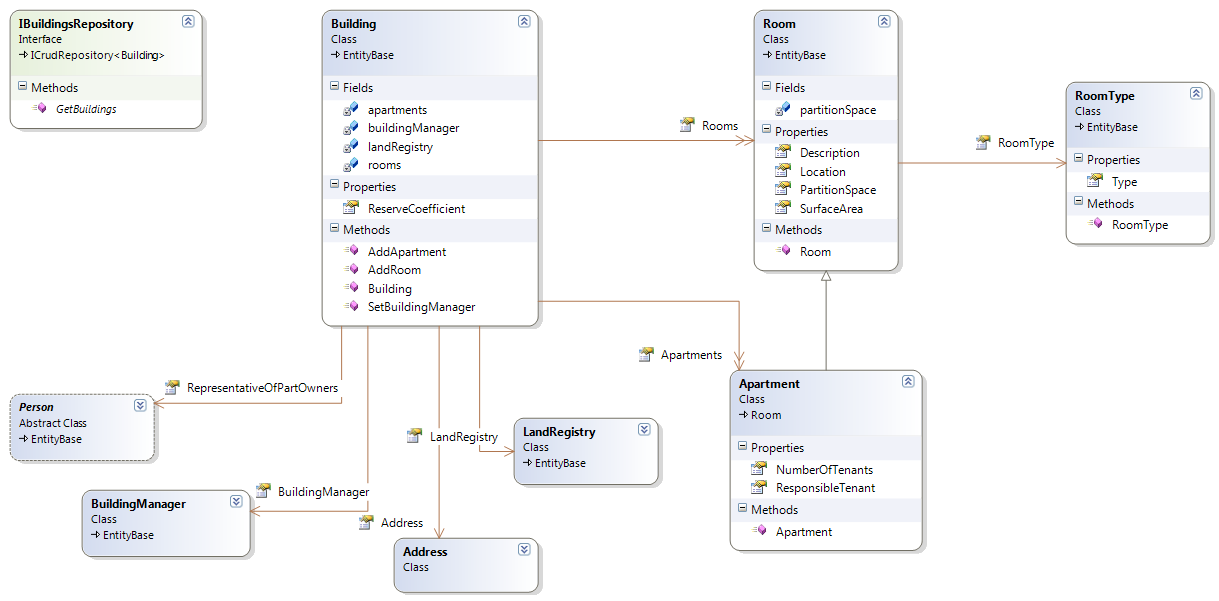 IBuildingsRepository
Interface
ICrudRepository<Building>
Methods
GetBuildings
Building
Class
EntityBase
Fields
apartments
buildingManager
landRegistry
rooms
Properties
ReserveCoefficient
Methods
AddApartment
AddRoom
Building
SetBuildingManager
Rooms
Room
Class
EntityBase
Fields
partitionSpace
Properties
Description
Location
PartitionSpace
SurfaceArea
Methods
Room
RoomType
RoomType
Class
EntityBase
Properties
Type
Methods
RoomType
RepresentativeOfPartOwners
Person
Abstract Class
EntityBase
BuildingManager
BuildingManager
Class
EntityBase
Address
Address
Class
LandRegistry
LandRegistry
Class
EntityBase
Apartments
Apartment
Class
Room
Properties
NumberOfTenants
ResponsibleTenant
Methods
Apartment